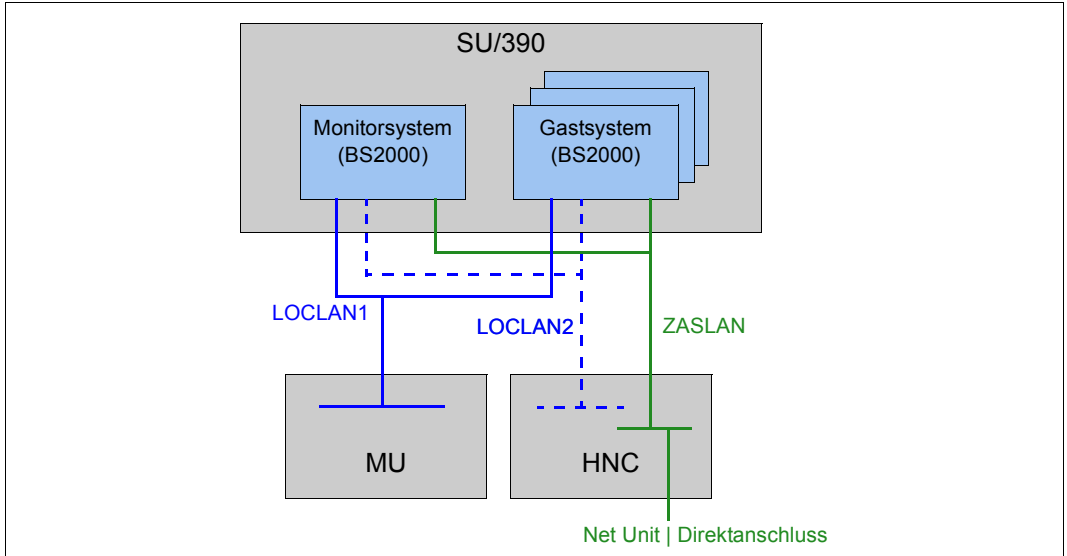 SU/390
Monitorsystem
(BS2000)
Gastsystem
(BS2000)
LOCLAN1
LOCLAN2
ZASLAN
MU
HNC
Net Unit | Direktanschluss